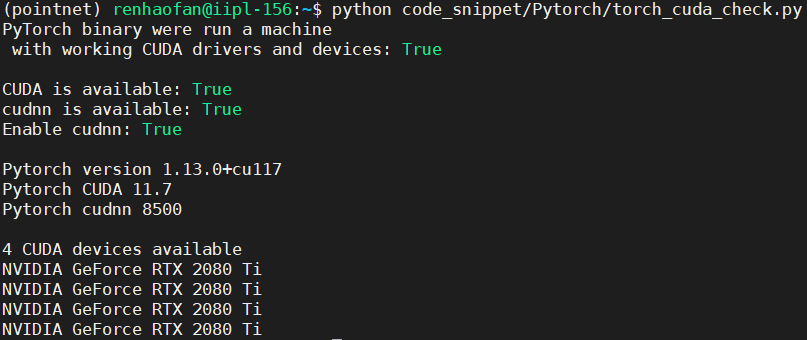 (pointnet) renhaofan@iipl-156:~$ python code_snippet/Pytorch/torch_cuda_check.py
PyTorch binary were run a machine
with working CUDA drivers and devices: True
CUDA is available: True
cudnn is available: True
Enable cudnn: True
Pytorch version 1.13.0+cu117
Pytorch CUDA 11.7
Pytorch cudnn 8500
4 CUDA devices available
NVIDIA GeForce RTX 2080 Ti
NVIDIA GeForce RTX 2080 Ti
NVIDIA GeForce RTX 2080 Ti
NVIDIA GeForce RTX 2080 Ti